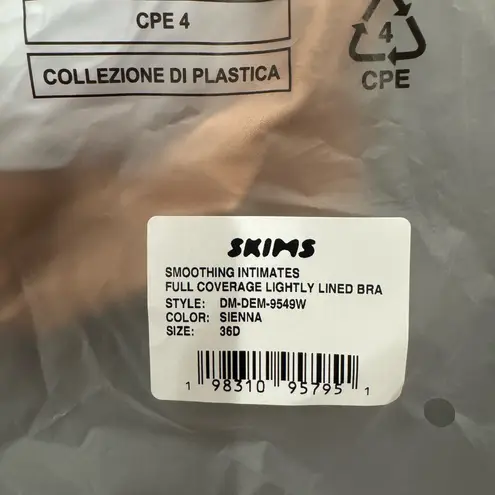 CPE 4
4
COLLEZIONE DI PLASTICA
CPE
SKIMS
SMOOTHING INTIMATES
FULL COVERAGE LIGHTLY LINED BRA
STYLE: DM-DEM-9549W
COLOR: SIENNA
SIZE: 36D
1 98310 95795 1